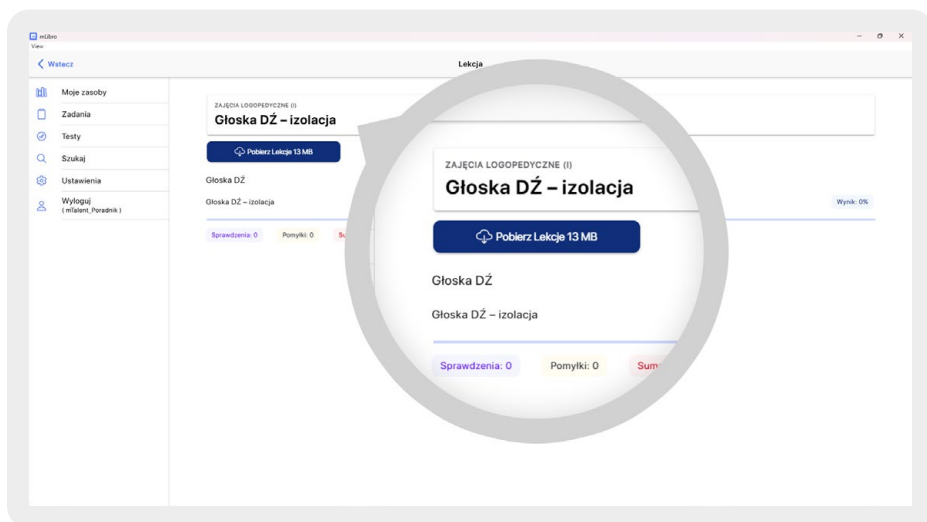 mLibro
View
Wstecz
Lekcja
Moje zasoby
Zadania
Testy
Szukaj
Ustawienia
Wyloguj
( mTalent_Poradnik )
ZAJĘCIA LOGOPEDYCZNE (I)
Głoska DŹ – izolacja
Pobierz Lekcje 13 MB
Głoska DŹ
Głoska DŹ – izolacja
Wynik: 0%
Sprawdzenia: 0 Pomyłki: 0
ZAJĘCIA LOGOPEDYCZNE (I)
Głoska DŹ – izolacja
Pobierz Lekcje 13 MB
Głoska DŹ
Głoska DŹ – izolacja
Sprawdzenia: 0 Pomyłki: 0 Sum